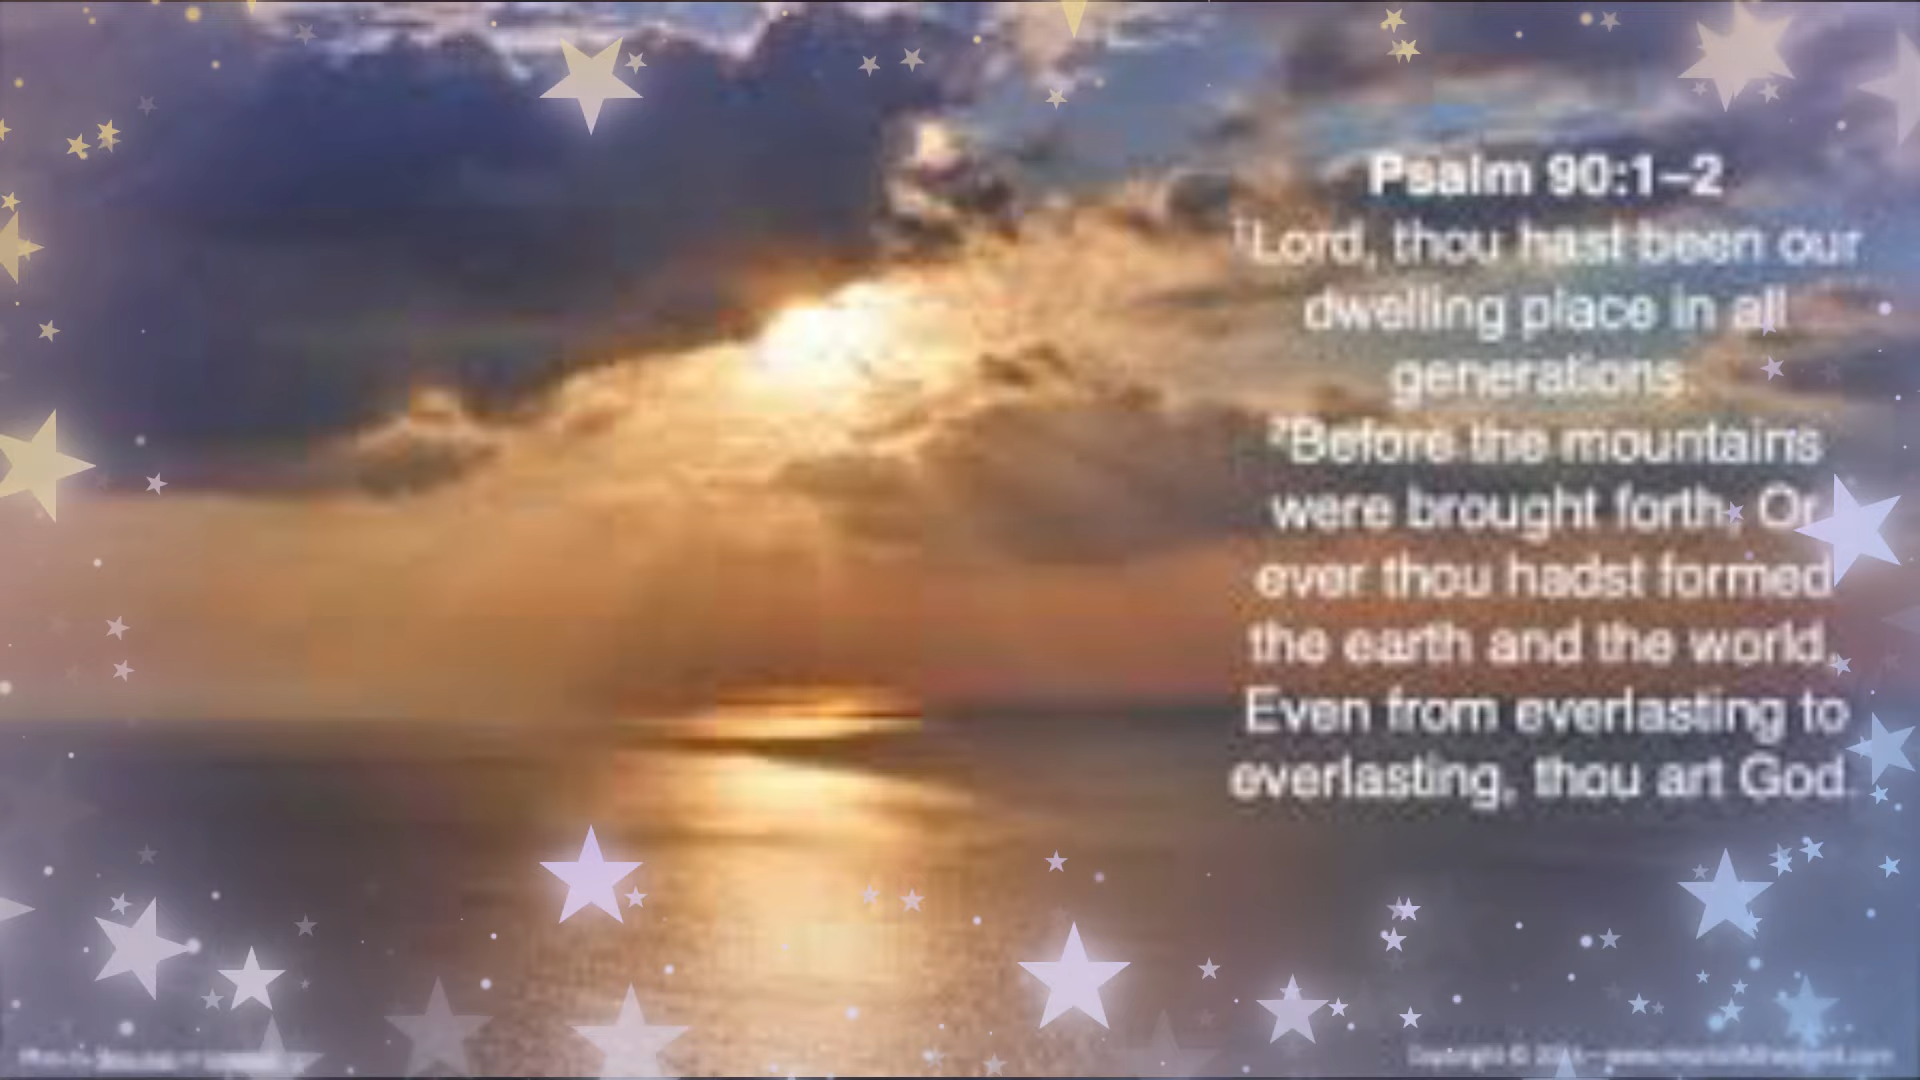 Psalm 90:1–2
¹Lord, thou hast been our
dwelling place in all
generations.
²Before the mountains
were brought forth, Or
ever thou hadst formed
the earth and the world,
Even from everlasting to
everlasting, thou art God.
Copyright ©